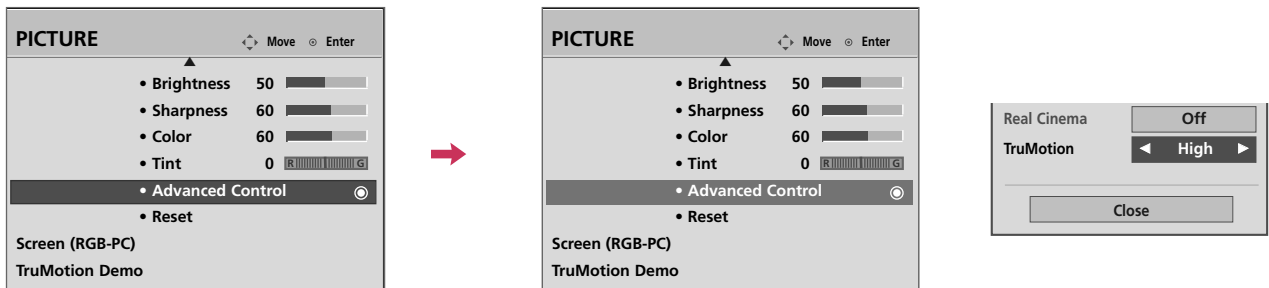 PICTURE Move Enter
• Brightness 50
• Sharpness 60
• Color 60
• Tint 0 R G
• Advanced Control
• Reset
Screen (RGB-PC)
TruMotion Demo
PICTURE Move Enter
• Brightness 50
• Sharpness 60
• Color 60
• Tint 0 R G
• Advanced Control
• Reset
Screen (RGB-PC)
TruMotion Demo
Real Cinema Off
TruMotion ◀ High ▶
Close